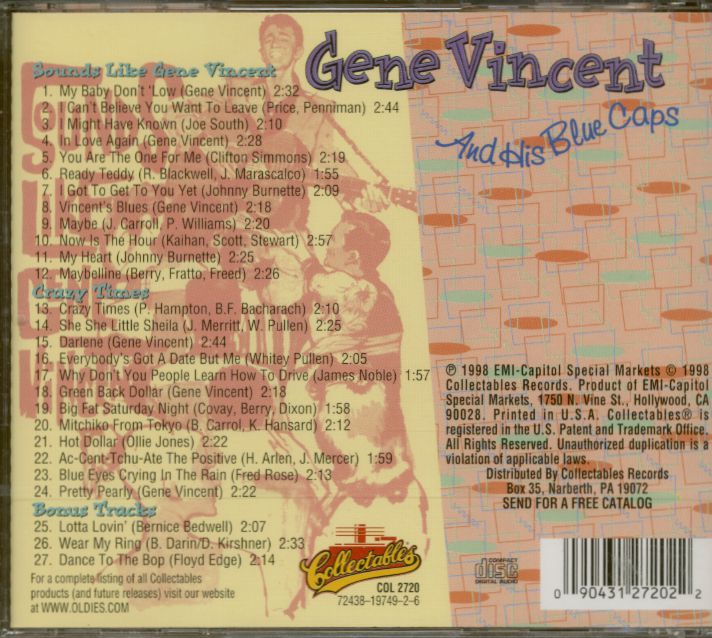 Sounds Like Gene Vincent
1. My Baby Don't 'Low (Gene Vincent) 2:32
2. I Can't Believe You Want To Leave (Price, Penniman) 2:44
3. I Might Have Known (Joe South) 2:10
4. In Love Again (Gene Vincent) 2:28
5. You Are The One For Me (Clifton Simmons) 2:19
6. Ready Teddy (R. Blackwell, J. Marascalco) 1:55
7. I Got To Get To You Yet (Johnny Burnette) 2:09
8. Vincent's Blues (Gene Vincent) 2:18
9. Maybe (J. Carroll, P. Williams) 2:20
10. Now Is The Hour (Kaihan, Scott, Stewart) 2:57
11. My Heart (Johnny Burnette) 2:25
12. Maybelline (Berry, Fratto, Freed) 2:26
Crazy Times
13. Crazy Times (P. Hampton, B.F. Bacharach) 2:10
14. She She Little Sheila (J. Merritt, W. Pullen) 2:25
15. Darlene (Gene Vincent) 2:44
16. Everybody's Got A Date But Me (Whitey Pullen) 2:05
17. Why Don't You People Learn How To Drive (James Noble) 1:57
18. Green Back Dollar (Gene Vincent) 2:18
19. Big Fat Saturday Night (Covay, Berry, Dixon) 1:58
20. Mitchiko From Tokyo (B. Carrol, K. Hansard) 2:12
21. Hot Dollar (Ollie Jones) 2:22
22. Ac-Cent-Tchu-Ate The Positive (H. Arlen, J. Mercer) 1:59
23. Blue Eyes Crying In The Rain (Fred Rose) 2:13
24. Pretty Pearly (Gene Vincent) 2:22
Bonus Tracks
25. Lotta Lovin' (Bernice Bedwell) 2:07
26. Wear My Ring (B. Darin/D. Kirshner) 2:33
27. Dance To The Bop (Floyd Edge) 2:14
For a complete listing of all Collectables
products (and future releases) visit our website
at WWW.OLDIES.COM
Collectables
COL 2720
72438-19749-2-6
Gene Vincent
And His Blue Caps
℗ 1998 EMI-Capitol Special Markets © 1998
Collectables Records. Product of EMI-Capitol
Special Markets, 1750 N. Vine St., Hollywood, CA
90028. Printed in U.S.A. Collectables® is
registered in the U.S. Patent and Trademark Office.
All Rights Reserved. Unauthorized duplication is a
violation of applicable laws.
Distributed By Collectables Records
Box 35, Narberth, PA 19072
SEND FOR A FREE CATALOG
COMPACT
disc
DIGITAL AUDIO
0 90431 27202 2